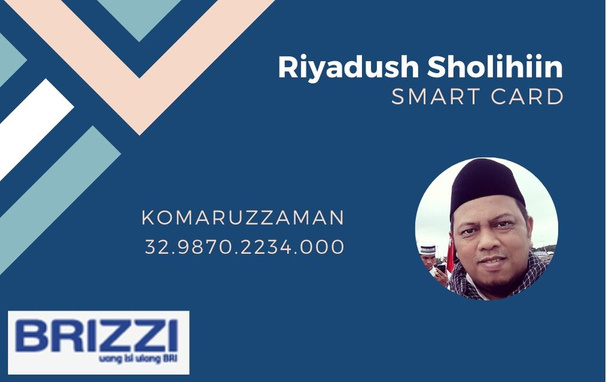 Riyadush Sholihiin
SMART CARD
KOMARUZZAMAN
32.9870.2234.000
BRIZZI
uang isi ulang BRI